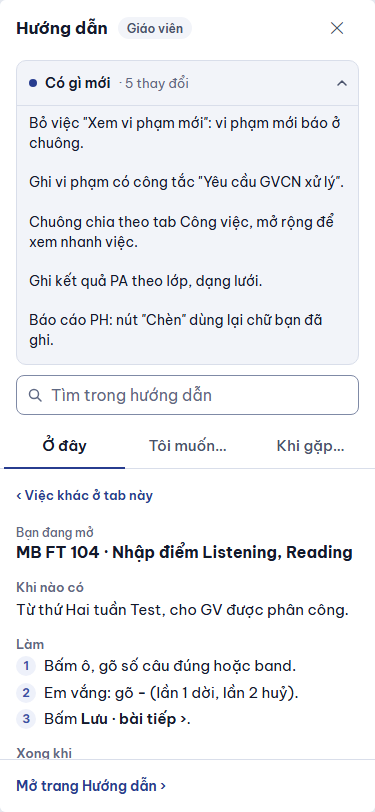 Hướng dẫn Giáo viên
Có gì mới · 5 thay đổi
Bỏ việc "Xem vi phạm mới": vi phạm mới báo ở
chuông.
Ghi vi phạm có công tắc "Yêu cầu GVCN xử lý".
Chuông chia theo tab Công việc, mở rộng để
xem nhanh việc.
Ghi kết quả PA theo lớp, dạng lưới.
Báo cáo PH: nút "Chèn" dùng lại chữ bạn đã
ghi.
Tìm trong hướng dẫn
Ở đây Tôi muốn... Khi gặp...
‹ Việc khác ở tab này
Bạn đang mở
MB FT 104 · Nhập điểm Listening, Reading
Khi nào có
Từ thứ Hai tuần Test, cho GV được phân công.
Làm
1 Bấm ô, gõ số câu đúng hoặc band.
2 Em vắng: gõ - (lần 1 dời, lần 2 huỷ).
3 Bấm Lưu · bài tiếp ›.
Xong khi
Mở trang Hướng dẫn ›